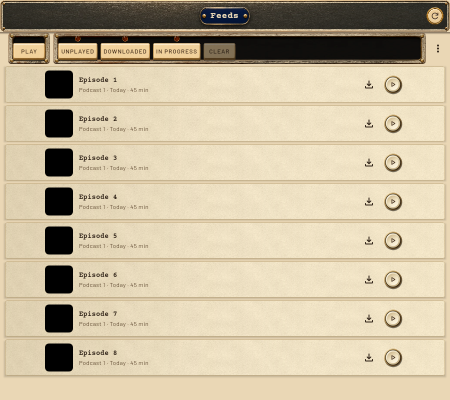 Feeds
PLAY UNPLAYED DOWNLOADED IN PROGRESS CLEAR
Episode 1
Podcast 1 · Today · 45 min
Episode 2
Podcast 1 · Today · 45 min
Episode 3
Podcast 1 · Today · 45 min
Episode 4
Podcast 1 · Today · 45 min
Episode 5
Podcast 1 · Today · 45 min
Episode 6
Podcast 1 · Today · 45 min
Episode 7
Podcast 1 · Today · 45 min
Episode 8
Podcast 1 · Today · 45 min